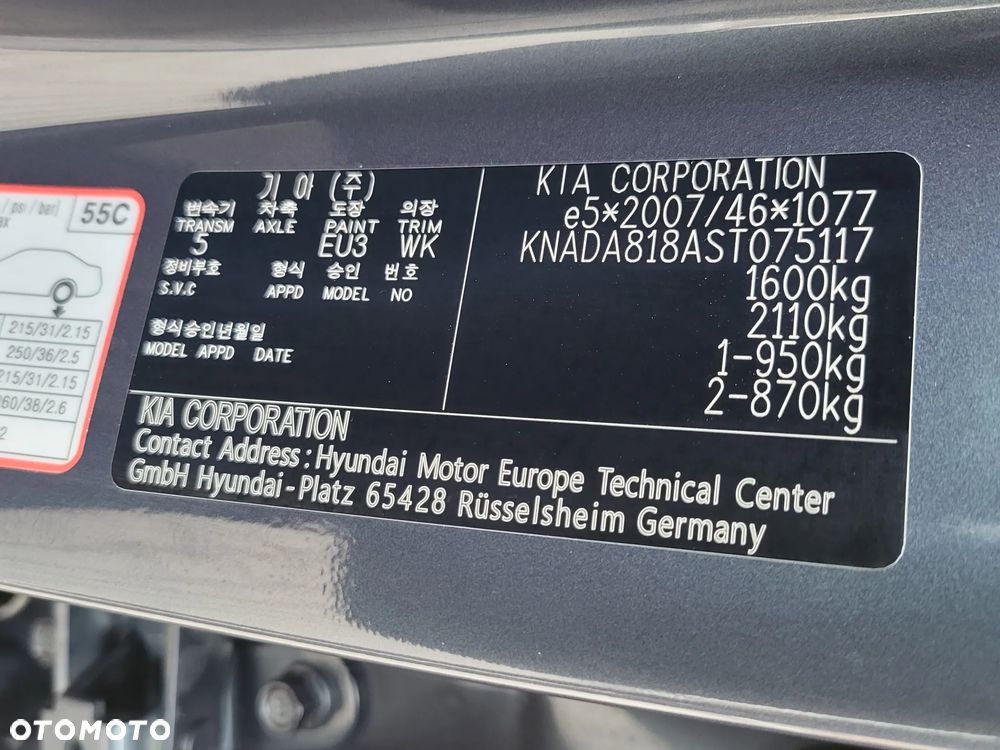 / psi / bar]
55C
215/31/2.15
250/36/2.5
215/31/2.15
260/38/2.6
기 아 (주)
변속기 차축 도장 의장
TRANSM AXLE PAINT TRIM
5 EU3 WK
정비부호 형식 승인 번호
S.V.C APPD MODEL NO
형식승인년월일
MODEL APPD DATE
KIA CORPORATION
e5*2007/46*1077
KNADA818AST075117
1600kg
2110kg
1-950kg
2-870kg
KIA CORPORATION
Contact Address : Hyundai Motor Europe Technical Center
GmbH Hyundai-Platz 65428 Rüsselsheim Germany
OTOMOTO